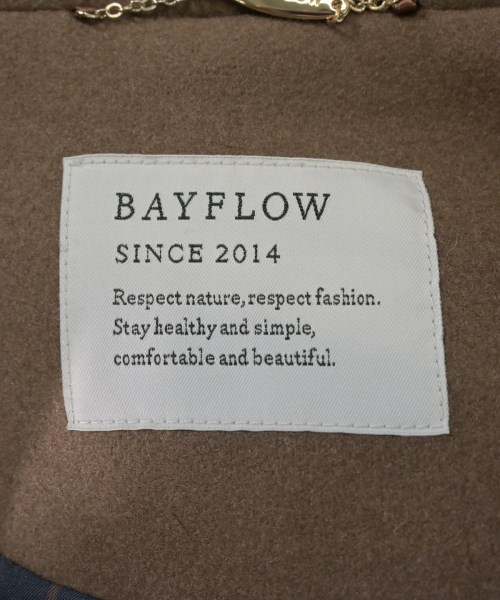 BAYFLOW
SINCE 2014
Respect nature, respect fashion.
Stay healthy and simple,
comfortable and beautiful.